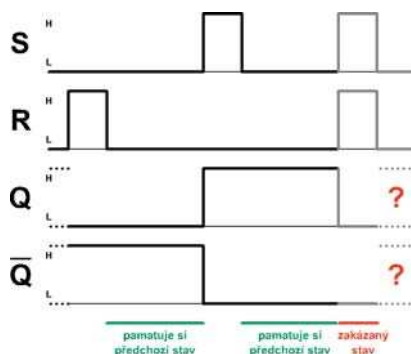 S
H
L
R
H
L
Q
H
L
?
Q
H
L
?
pamatuje si
předchozí stav
pamatuje si
předchozí stav
zakázaný
stav